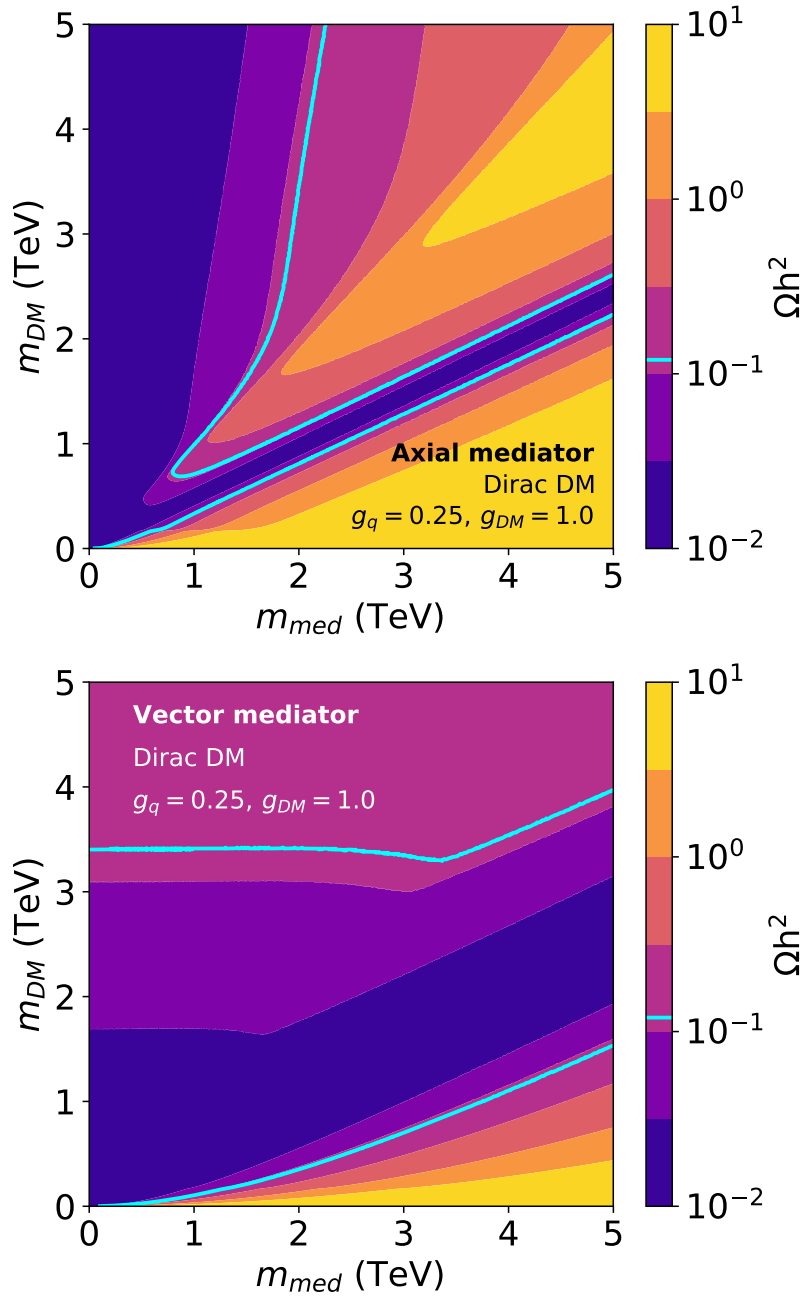 5
4
3
2
1
0
m_DM (TeV)
Axial mediator
Dirac DM
g_q = 0.25, g_DM = 1.0
0 1 2 3 4 5
m_med (TeV)
10^1
10^0
10^-1
10^-2
Ωh^2
5
4
3
2
1
0
m_DM (TeV)
Vector mediator
Dirac DM
g_q = 0.25, g_DM = 1.0
0 1 2 3 4 5
m_med (TeV)
10^1
10^0
10^-1
10^-2
Ωh^2